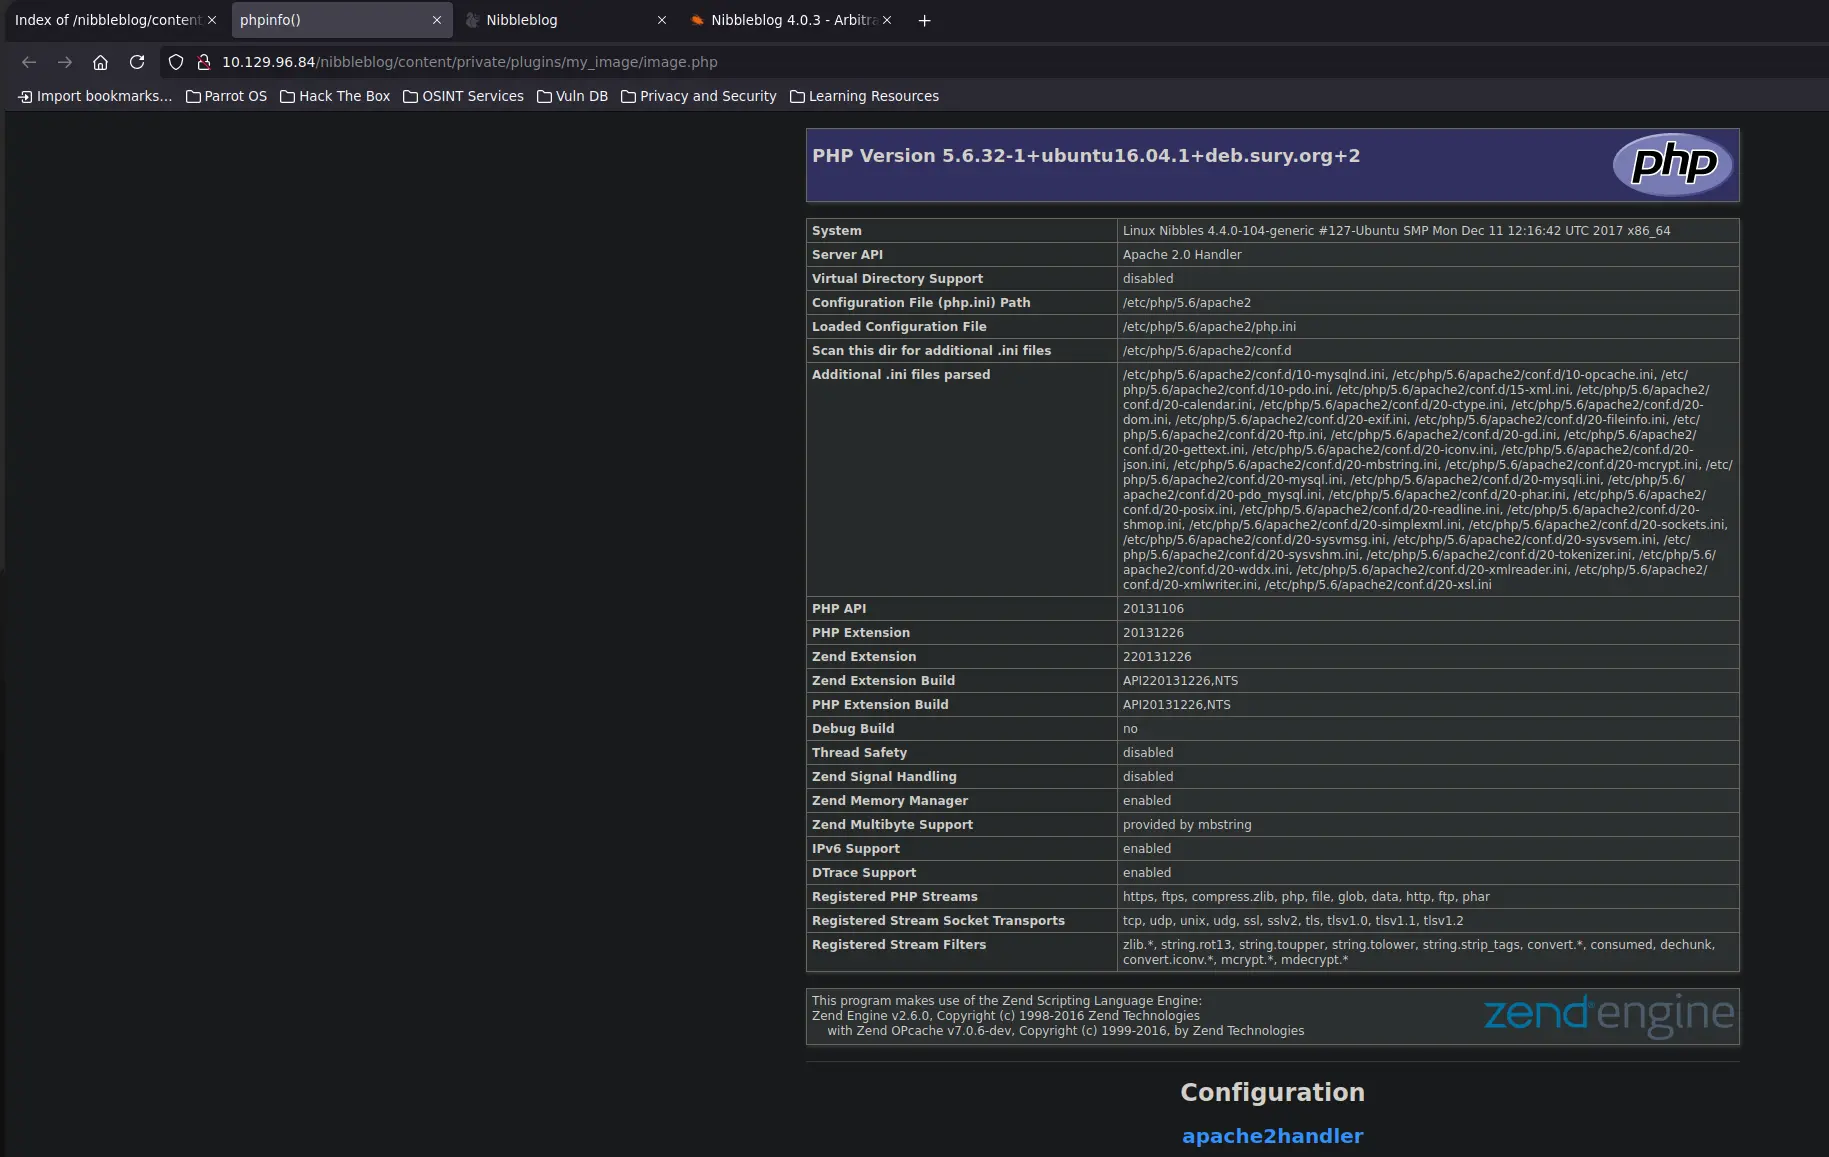 Index of /nibbleblog/content
phpinfo()
Nibbleblog
Nibbleblog 4.0.3 - Arbitra
10.129.96.84/nibbleblog/content/private/plugins/my_image/image.php
Import bookmarks... Parrot OS Hack The Box OSINT Services Vuln DB Privacy and Security Learning Resources
PHP Version 5.6.32-1+ubuntu16.04.1+deb.sury.org+2
php
System Linux Nibbles 4.4.0-104-generic #127-Ubuntu SMP Mon Dec 11 12:16:42 UTC 2017 x86_64
Server API Apache 2.0 Handler
Virtual Directory Support disabled
Configuration File (php.ini) Path /etc/php/5.6/apache2
Loaded Configuration File /etc/php/5.6/apache2/php.ini
Scan this dir for additional .ini files /etc/php/5.6/apache2/conf.d
Additional .ini files parsed /etc/php/5.6/apache2/conf.d/10-mysqlnd.ini, /etc/php/5.6/apache2/conf.d/10-opcache.ini, /etc/
php/5.6/apache2/conf.d/10-pdo.ini, /etc/php/5.6/apache2/conf.d/15-xml.ini, /etc/php/5.6/apache2/
conf.d/20-calendar.ini, /etc/php/5.6/apache2/conf.d/20-ctype.ini, /etc/php/5.6/apache2/conf.d/20-
dom.ini, /etc/php/5.6/apache2/conf.d/20-exif.ini, /etc/php/5.6/apache2/conf.d/20-fileinfo.ini, /etc/
php/5.6/apache2/conf.d/20-ftp.ini, /etc/php/5.6/apache2/conf.d/20-gd.ini, /etc/php/5.6/apache2/
conf.d/20-gettext.ini, /etc/php/5.6/apache2/conf.d/20-iconv.ini, /etc/php/5.6/apache2/conf.d/20-
json.ini, /etc/php/5.6/apache2/conf.d/20-mbstring.ini, /etc/php/5.6/apache2/conf.d/20-mcrypt.ini, /etc/
php/5.6/apache2/conf.d/20-mysql.ini, /etc/php/5.6/apache2/conf.d/20-mysqli.ini, /etc/php/5.6/
apache2/conf.d/20-pdo_mysql.ini, /etc/php/5.6/apache2/conf.d/20-phar.ini, /etc/php/5.6/apache2/
conf.d/20-posix.ini, /etc/php/5.6/apache2/conf.d/20-readline.ini, /etc/php/5.6/apache2/conf.d/20-
shmop.ini, /etc/php/5.6/apache2/conf.d/20-simplexml.ini, /etc/php/5.6/apache2/conf.d/20-sockets.ini,
/etc/php/5.6/apache2/conf.d/20-sysvmsg.ini, /etc/php/5.6/apache2/conf.d/20-sysvsem.ini, /etc/
php/5.6/apache2/conf.d/20-sysvshm.ini, /etc/php/5.6/apache2/conf.d/20-tokenizer.ini, /etc/php/5.6/
apache2/conf.d/20-wddx.ini, /etc/php/5.6/apache2/conf.d/20-xmlreader.ini, /etc/php/5.6/apache2/
conf.d/20-xmlwriter.ini, /etc/php/5.6/apache2/conf.d/20-xsl.ini
PHP API 20131106
PHP Extension 20131226
Zend Extension 220131226
Zend Extension Build API220131226,NTS
PHP Extension Build API20131226,NTS
Debug Build no
Thread Safety disabled
Zend Signal Handling disabled
Zend Memory Manager enabled
Zend Multibyte Support provided by mbstring
IPv6 Support enabled
DTrace Support enabled
Registered PHP Streams https, ftps, compress.zlib, php, file, glob, data, http, ftp, phar
Registered Stream Socket Transports tcp, udp, unix, udg, ssl, sslv2, tls, tlsv1.0, tlsv1.1, tlsv1.2
Registered Stream Filters zlib.*, string.rot13, string.toupper, string.tolower, string.strip_tags, convert.*, consumed, dechunk,
convert.iconv.*, mcrypt.*, mdecrypt.*
This program makes use of the Zend Scripting Language Engine:
Zend Engine v2.6.0, Copyright (c) 1998-2016 Zend Technologies
with Zend OPcache v7.0.6-dev, Copyright (c) 1999-2016, by Zend Technologies
zend engine
Configuration
apache2handler